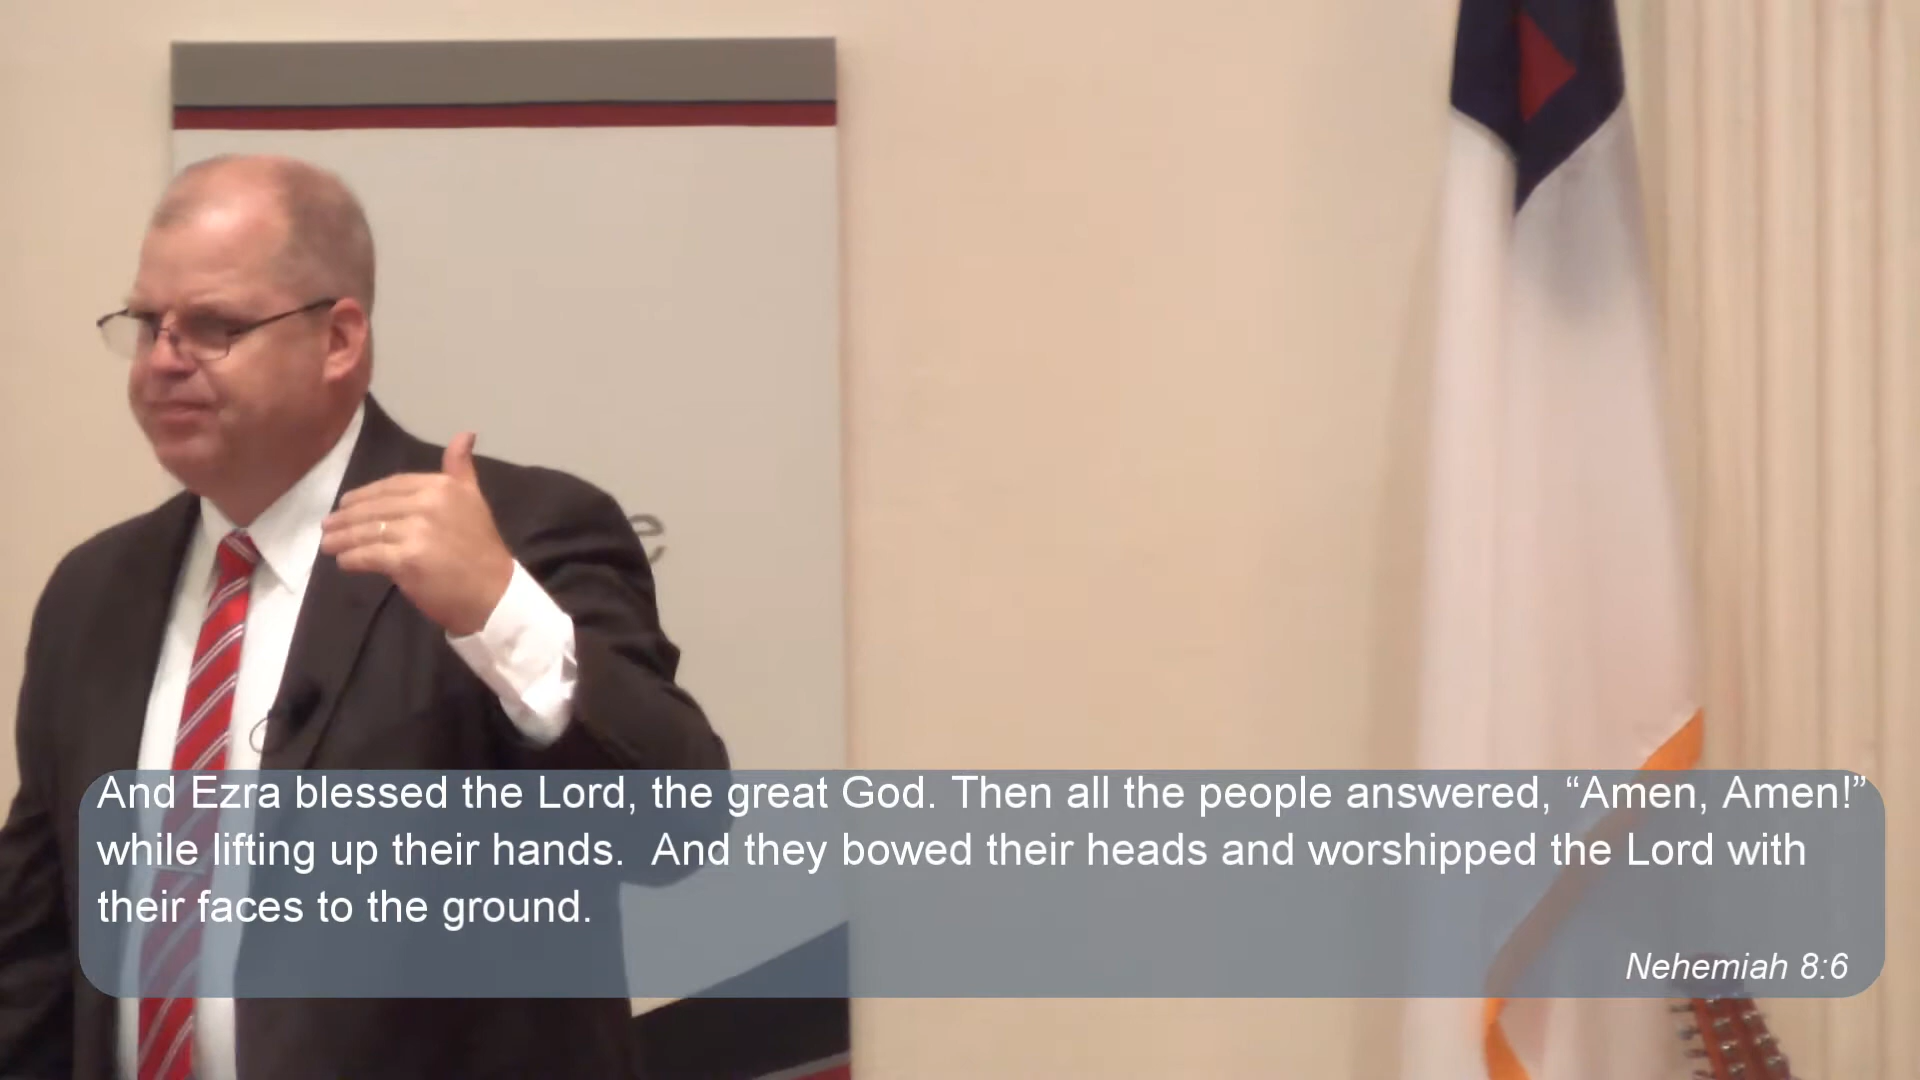 e
And Ezra blessed the Lord, the great God. Then all the people answered, “Amen, Amen!”
while lifting up their hands.  And they bowed their heads and worshipped the Lord with
their faces to the ground.
Nehemiah 8:6